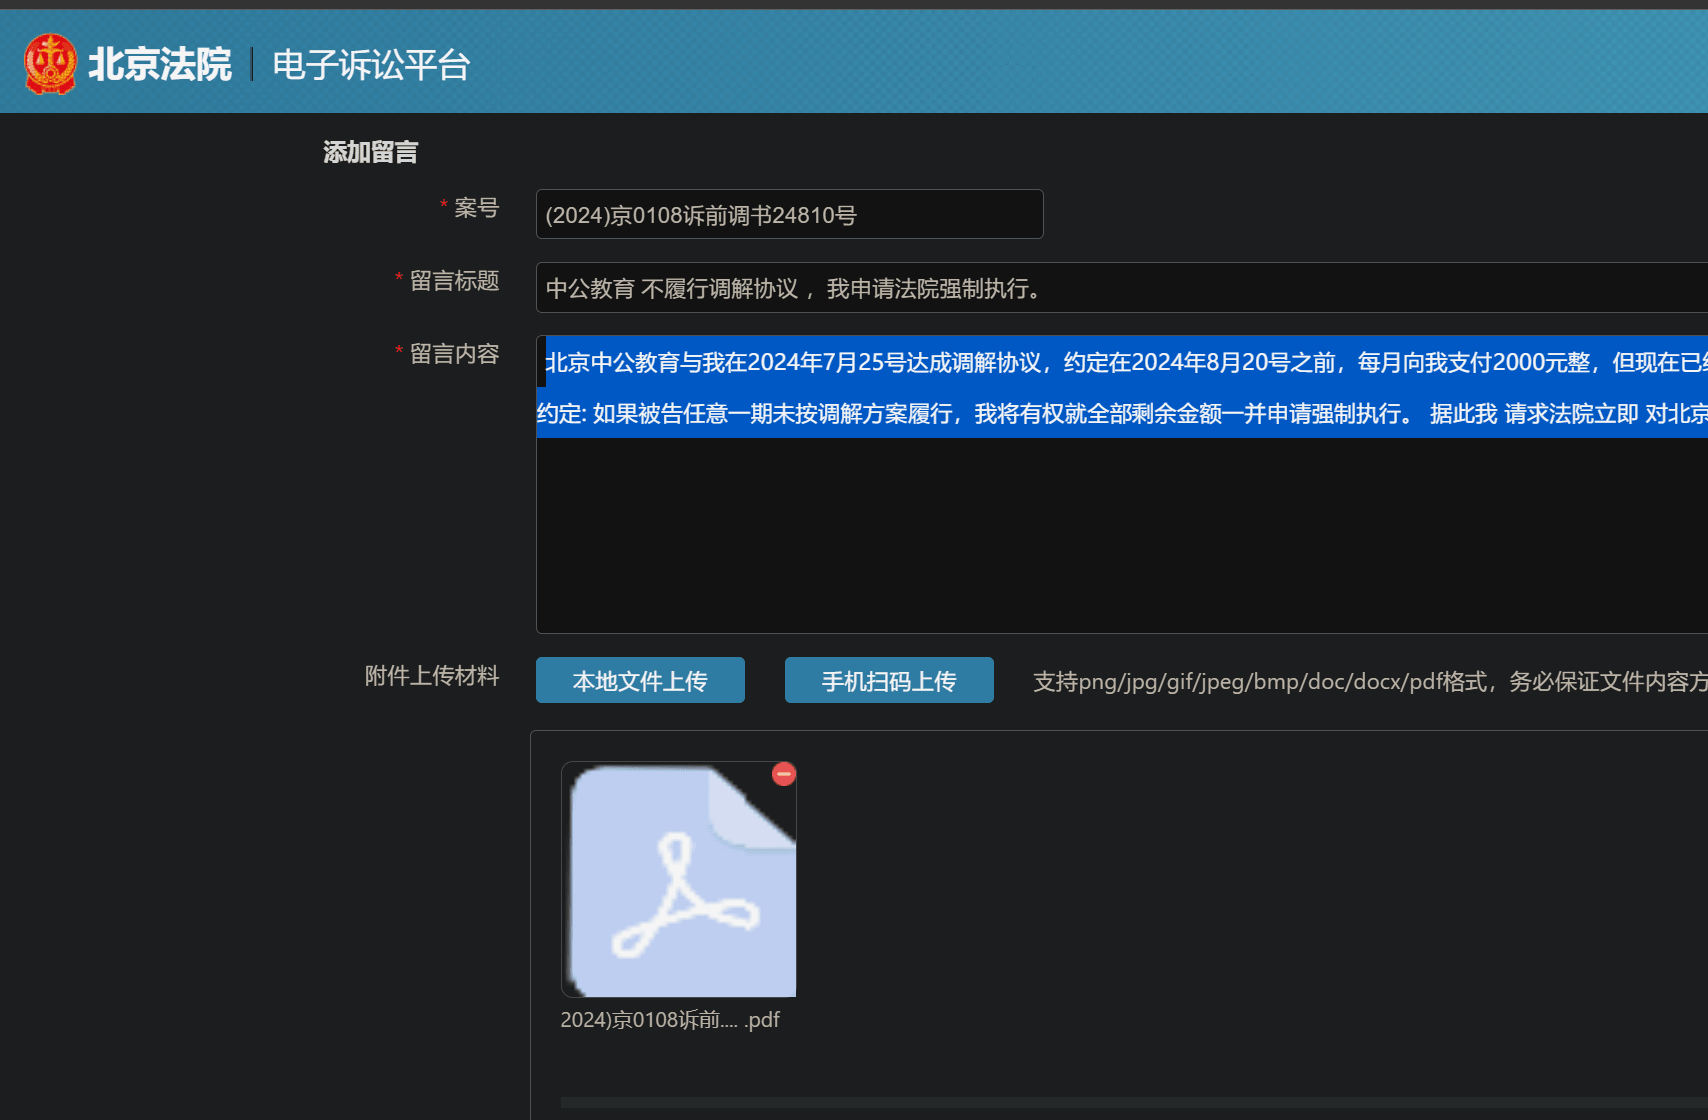 北京法院 | 电子诉讼平台
添加留言
* 案号
(2024)京0108诉前调书24810号
* 留言标题
中公教育 不履行调解协议 ，我申请法院强制执行。
* 留言内容
北京中公教育与我在2024年7月25号达成调解协议，约定在2024年8月20号之前，每月向我支付2000元整，但现在已
约定: 如果被告任意一期未按调解方案履行，我将有权就全部剩余金额一并申请强制执行。 据此我 请求法院立即 对北京
附件上传材料
本地文件上传
手机扫码上传
支持png/jpg/gif/jpeg/bmp/doc/docx/pdf格式，务必保证文件内容方
2024)京0108诉前.... .pdf